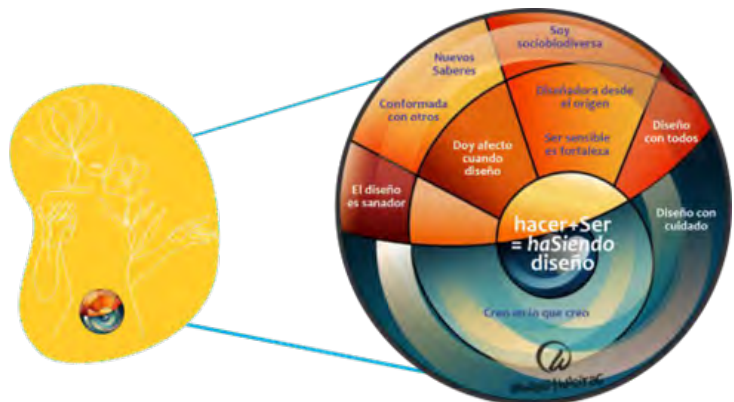 Soy
sociobiodiversa
Nuevos
Saberes
Diseñadora desde
el origen
Conformada
con otros
Diseño
con todos
Doy afecto
cuando
diseño
Ser sensible
es fortaleza
El diseño
es sanador
Diseño con
cuidado
hacer+Ser
= haSiendo
diseño
Creo en lo que creo